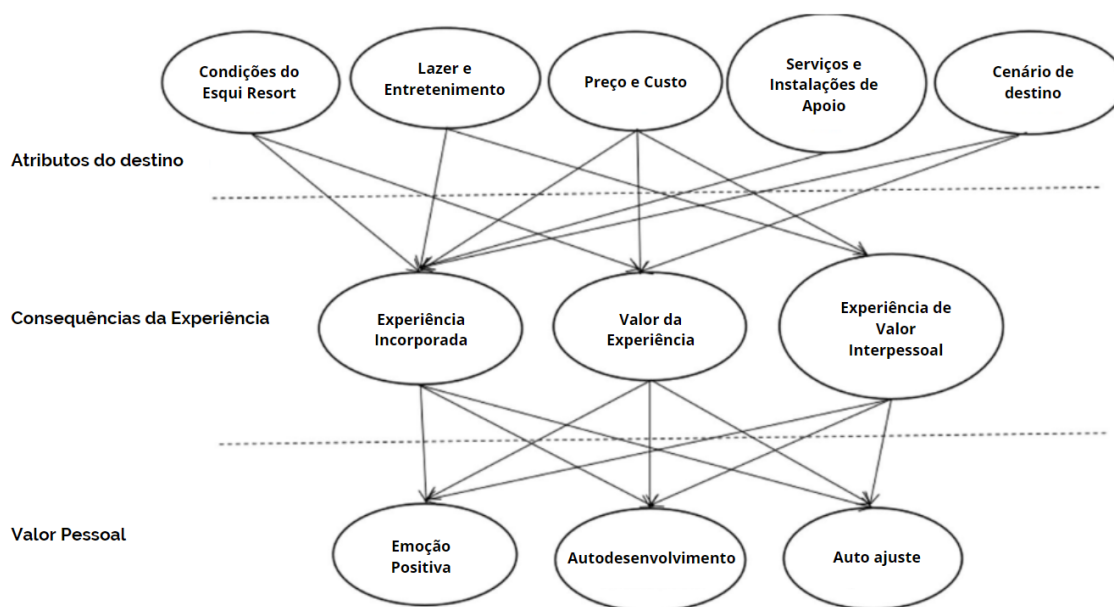 Condições do
Esqui Resort
Lazer e
Entretenimento
Preço e Custo
Serviços e
Instalações de
Apoio
Cenário de
destino
Atributos do destino
Consequências da Experiência
Experiência
Incorporada
Valor da
Experiência
Experiência de
Valor
Interpessoal
Valor Pessoal
Emoção
Positiva
Autodesenvolvimento
Auto ajuste